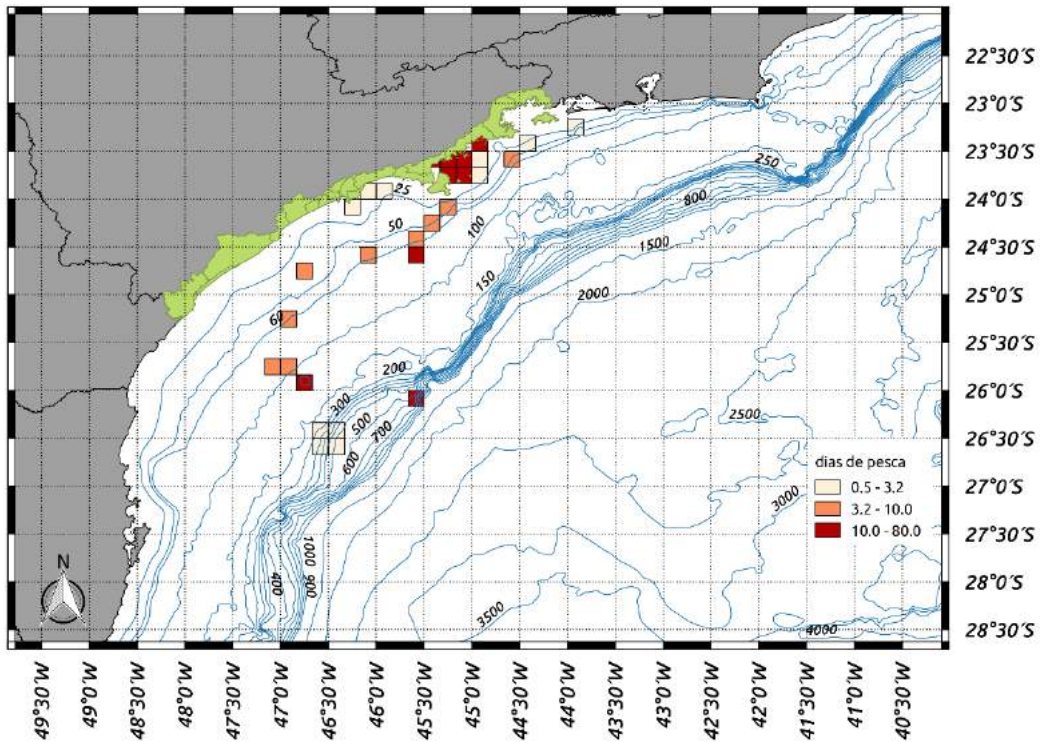 22°30'S
23°0'S
23°30'S
24°0'S
24°30'S
25°0'S
25°30'S
26°0'S
26°30'S
27°0'S
27°30'S
28°0'S
28°30'S
250
25
800
50
100
1500
150
2000
60
200
300
2500
500
700
dias de pesca
600
0.5 - 3.2
3000
3.2 - 10.0
10.0 - 80.0
1000
N
400
900
3500
4000
49°30'W
49°0'W
48°30'W
48°0'W
47°30'W
47°0'W
46°30'W
46°0'W
45°30'W
45°0'W
44°30'W
44°0'W
43°30'W
43°0'W
42°30'W
42°0'W
41°30'W
41°0'W
40°30'W